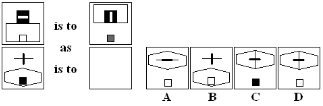 is to
as
is to
A B C D